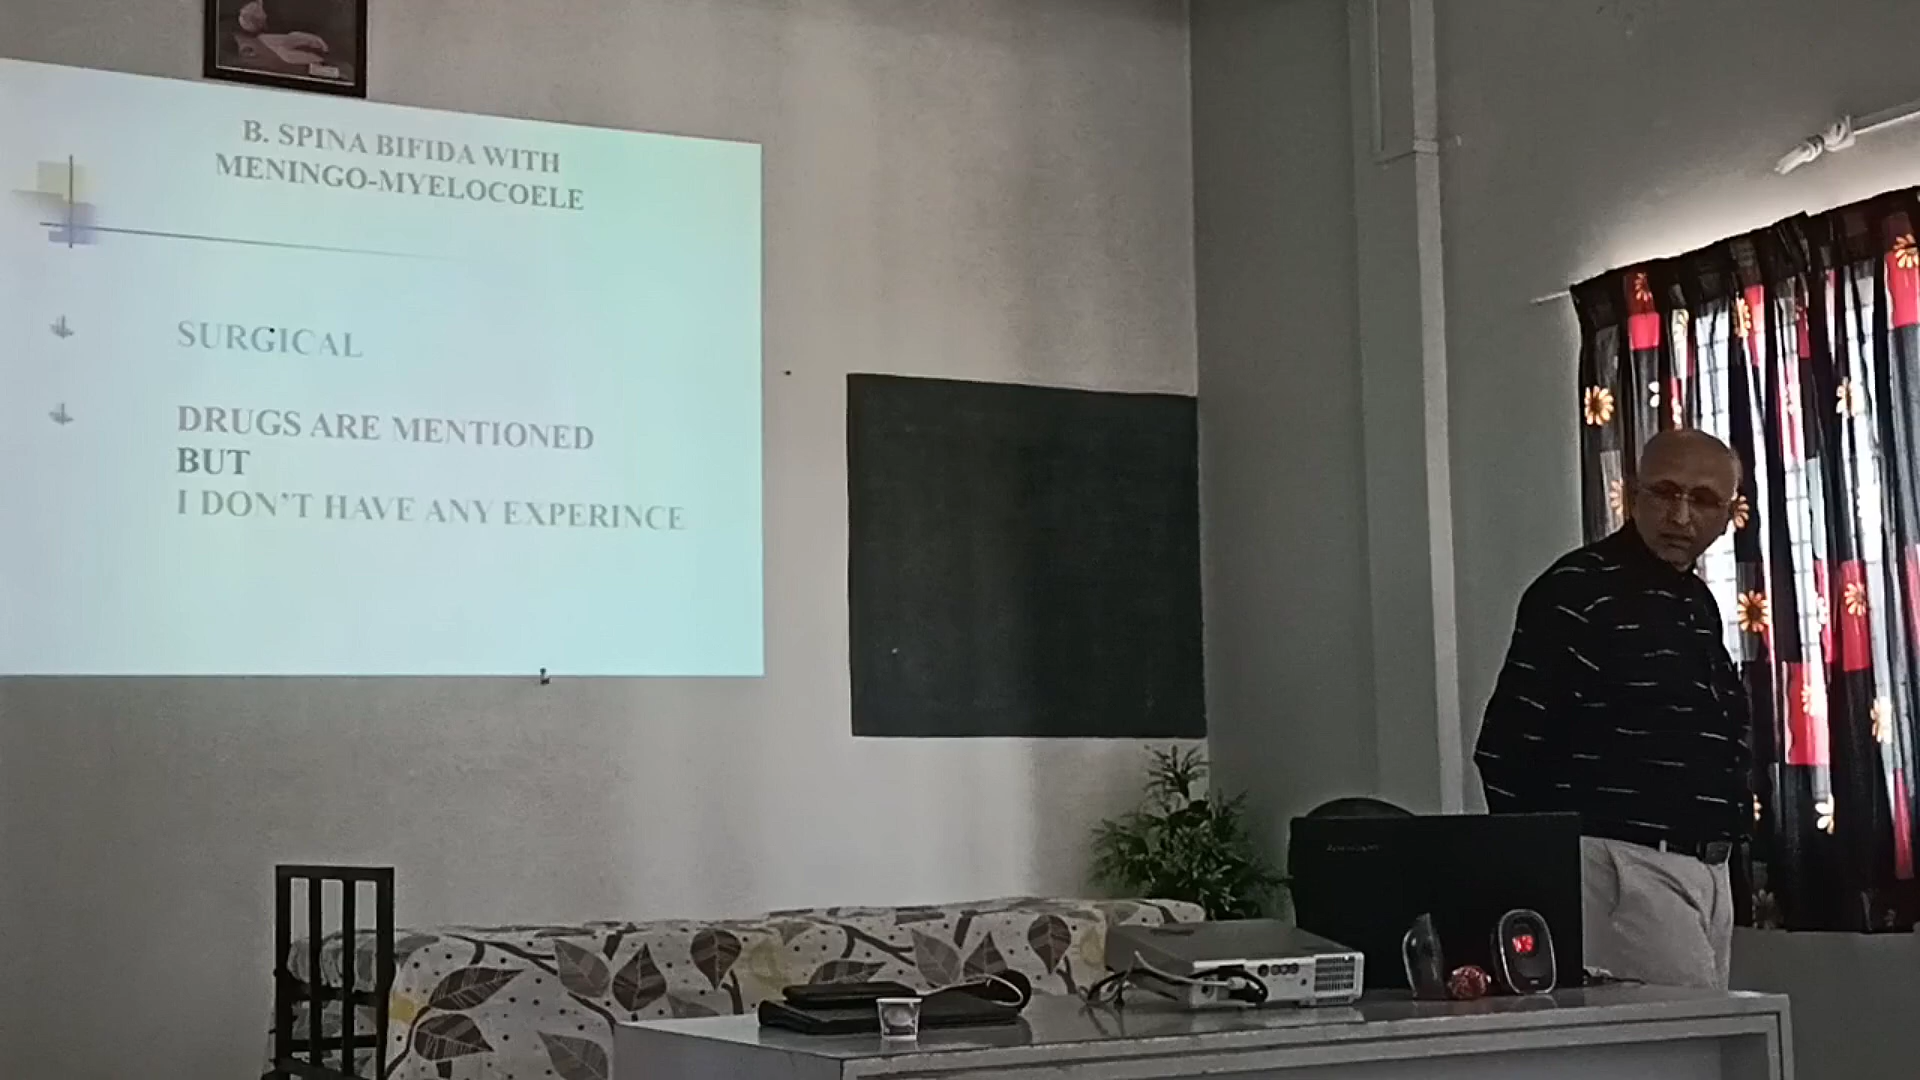 B. SPINA BIFIDA WITH
MENINGO-MYELOCOELE
SURGICAL
DRUGS ARE MENTIONED
BUT
I DON'T HAVE ANY EXPERINCE